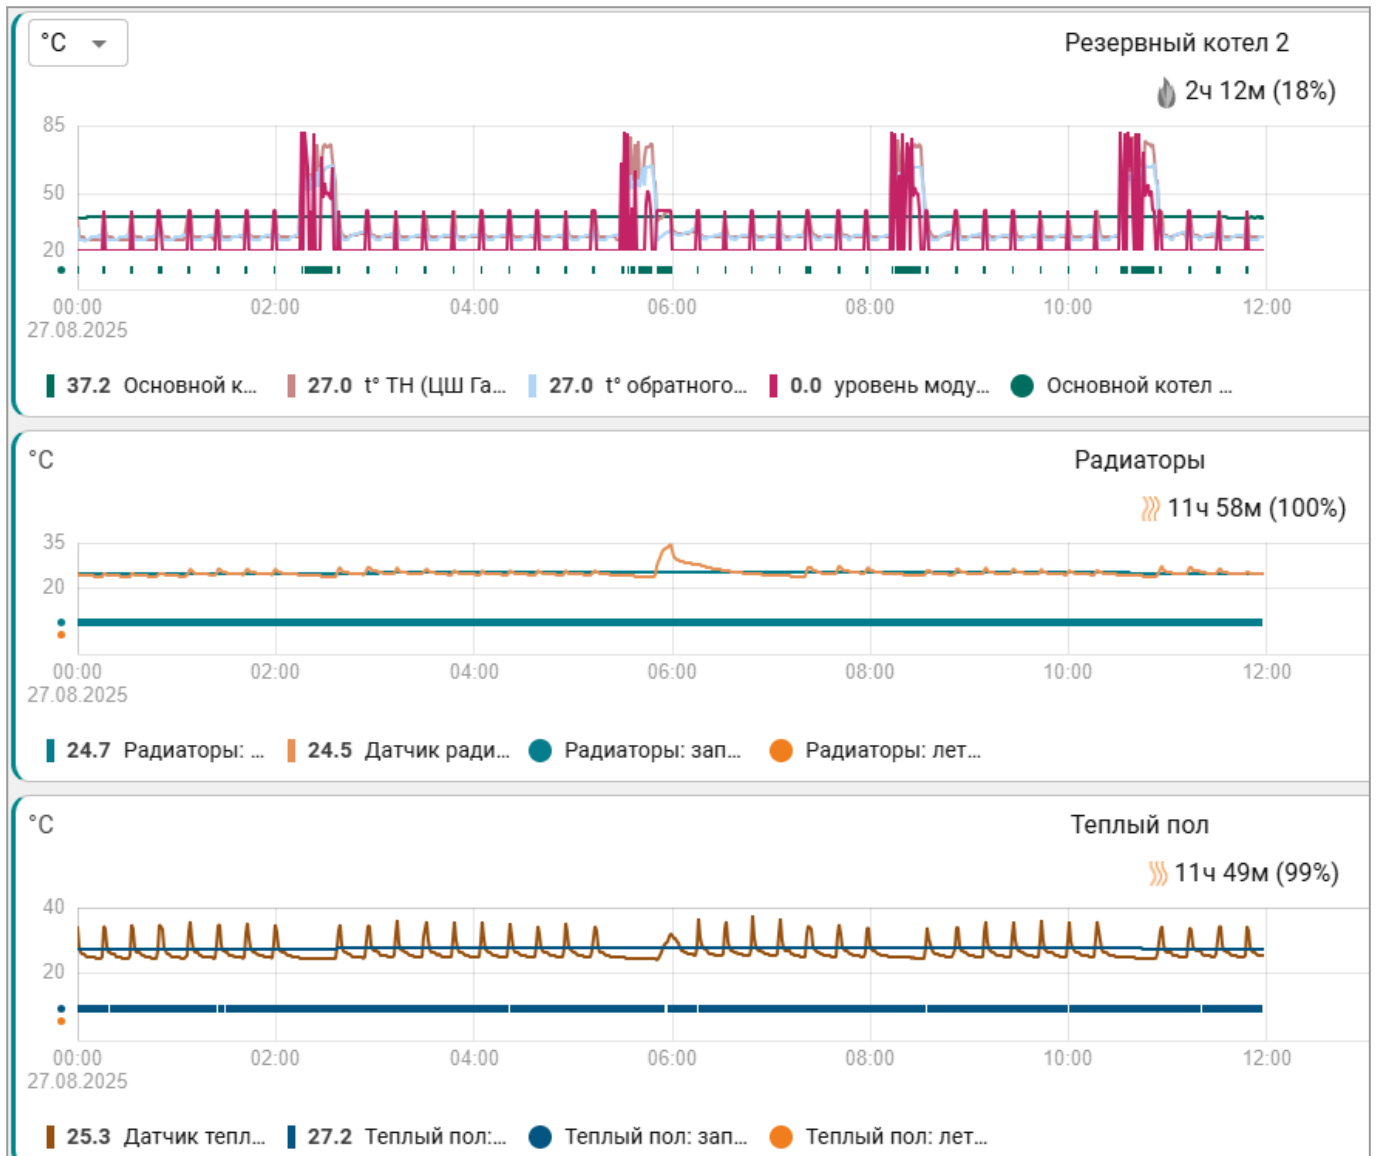 °C
Резервный котел 2
2ч 12м (18%)
85
50
20
00:00 02:00 04:00 06:00 08:00 10:00 12:00
27.08.2025
37.2 Основной к... 27.0 t° ТН (ЦШ Га... 27.0 t° обратного... 0.0 уровень моду... Основной котел ...
°C
Радиаторы
11ч 58м (100%)
35
20
00:00 02:00 04:00 06:00 08:00 10:00 12:00
27.08.2025
24.7 Радиаторы: ... 24.5 Датчик ради... Радиаторы: зап... Радиаторы: лет...
°C
Теплый пол
11ч 49м (99%)
40
20
00:00 02:00 04:00 06:00 08:00 10:00 12:00
27.08.2025
25.3 Датчик тепл... 27.2 Теплый пол:... Теплый пол: зап... Теплый пол: лет...